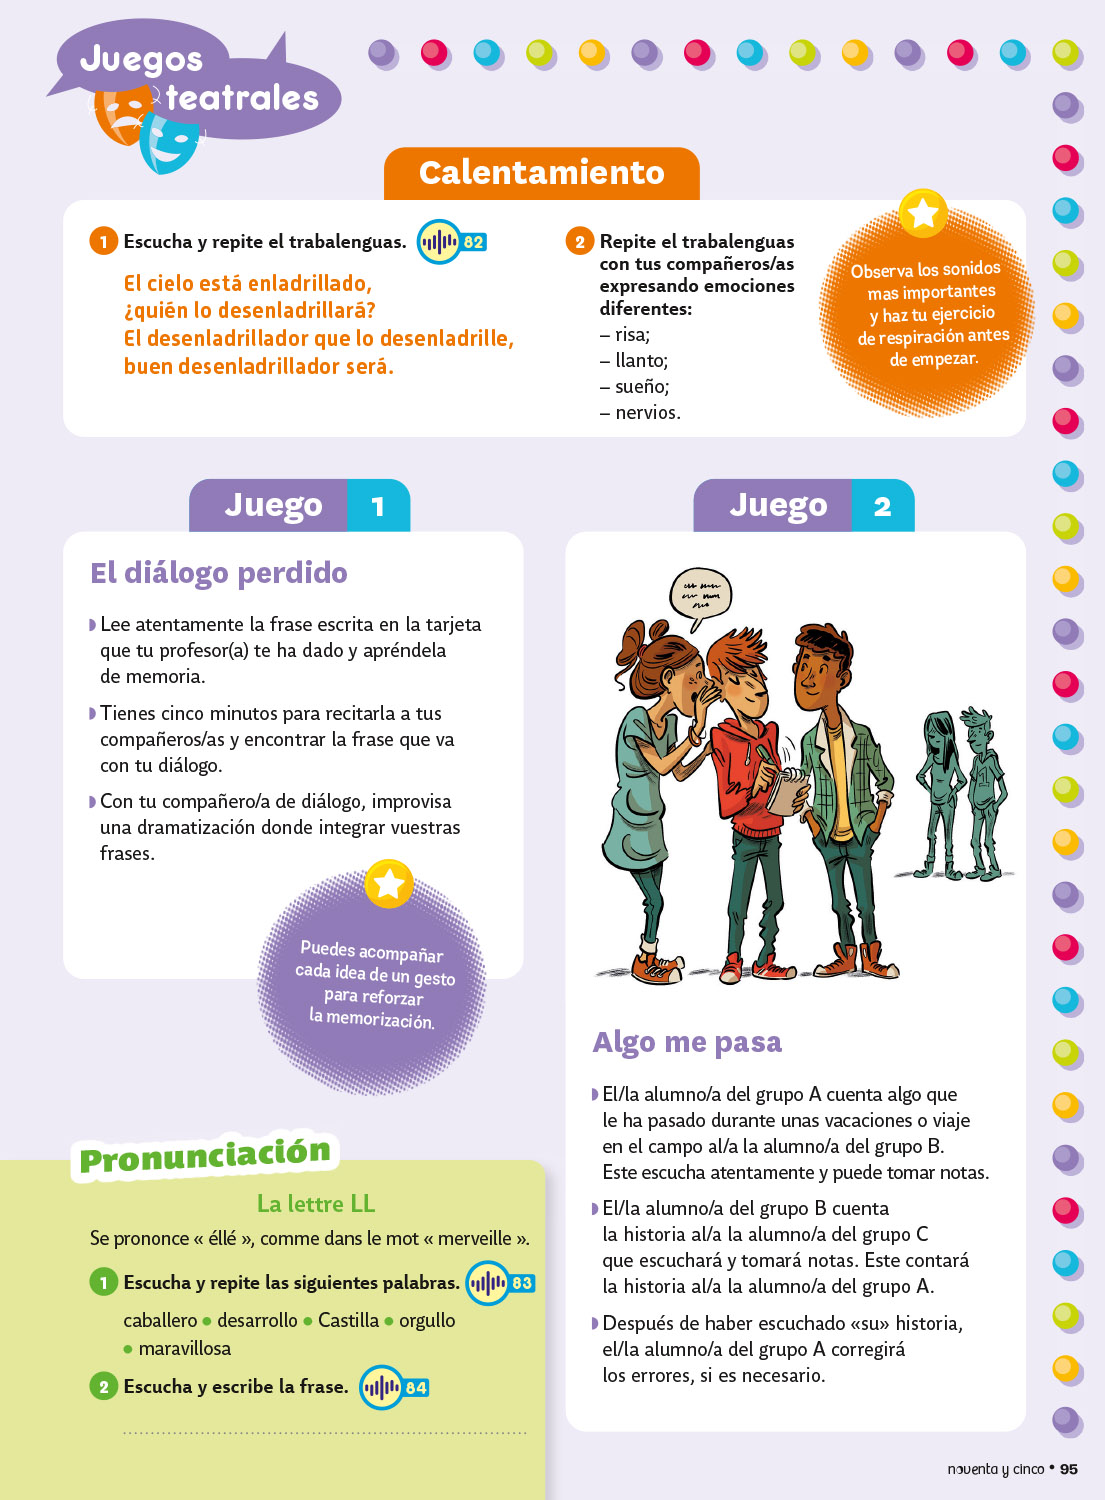 Juegos
teatrales
Calentamiento
1 Escucha y repite el trabalenguas. 82
El cielo está enladrillado,
¿quién lo desenladrillará?
El desenladrillador que lo desenladrille,
buen desenladrillador será.
2 Repite el trabalenguas
con tus compañeros/as
expresando emociones
diferentes:
– risa;
– llanto;
– sueño;
– nervios.
Observa los sonidos
mas importantes
y haz tu ejercicio
de respiración antes
de empezar.
Juego 1
El diálogo perdido
Lee atentamente la frase escrita en la tarjeta
que tu profesor(a) te ha dado y apréndela
de memoria.
Tienes cinco minutos para recitarla a tus
compañeros/as y encontrar la frase que va
con tu diálogo.
Con tu compañero/a de diálogo, improvisa
una dramatización donde integrar vuestras
frases.
Puedes acompañar
cada idea de un gesto
para reforzar
la memorización.
Pronunciación
La lettre LL
Se prononce « éllé », comme dans le mot « merveille ».
1 Escucha y repite las siguientes palabras. 83
caballero • desarrollo • Castilla • orgullo
• maravillosa
2 Escucha y escribe la frase. 84
Juego 2
Algo me pasa
El/la alumno/a del grupo A cuenta algo que
le ha pasado durante unas vacaciones o viaje
en el campo al/a la alumno/a del grupo B.
Este escucha atentamente y puede tomar notas.
El/la alumno/a del grupo B cuenta
la historia al/a la alumno/a del grupo C
que escuchará y tomará notas. Este contará
la historia al/a la alumno/a del grupo A.
Después de haber escuchado «su» historia,
el/la alumno/a del grupo A corregirá
los errores, si es necesario.
noventa y cinco • 95